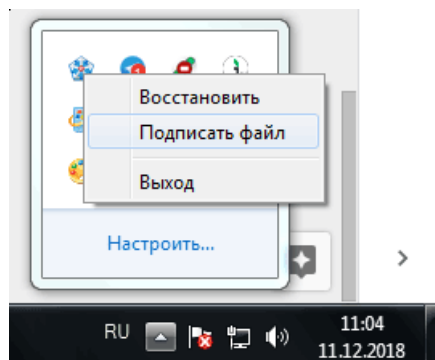 Восстановить
Подписать файл
Выход
Настроить...
RU
11:04
11.12.2018